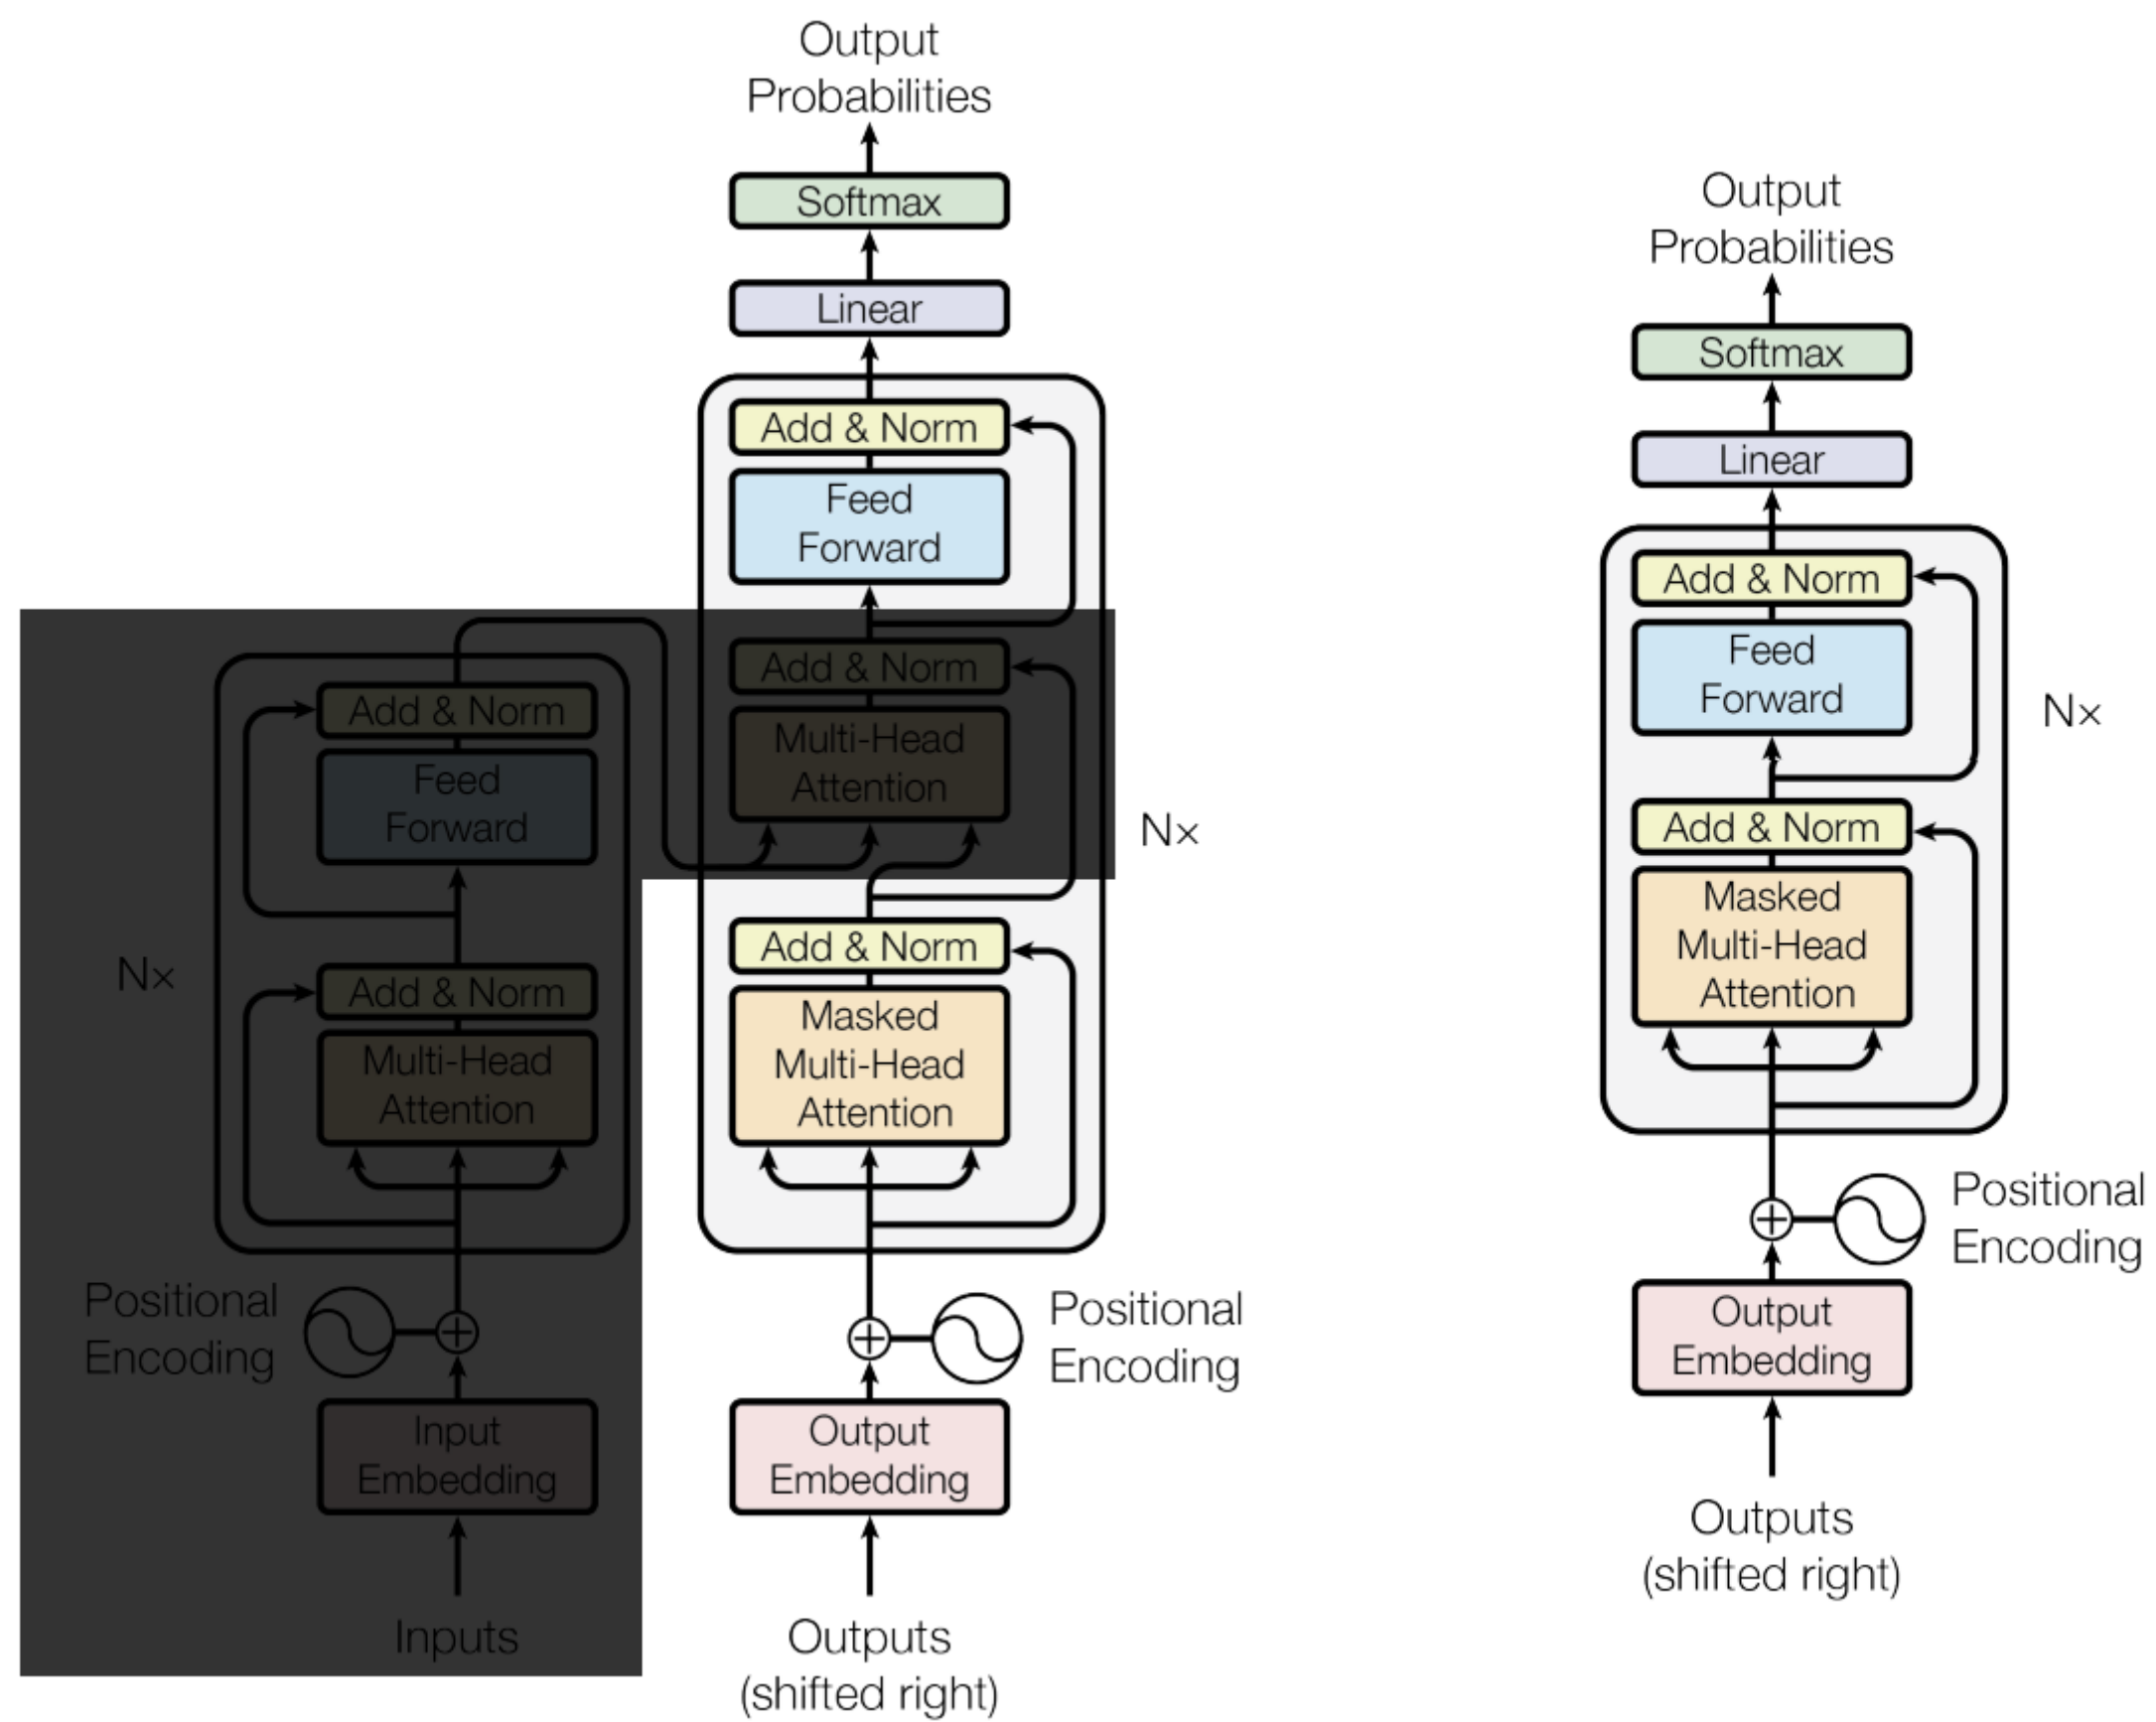 Output
Probabilities
Softmax
Linear
Add & Norm
Feed
Forward
Add & Norm
Multi-Head
Attention
Add & Norm
Masked
Multi-Head
Attention
Nx
Positional
Encoding
Output
Embedding
Outputs
(shifted right)
Add & Norm
Feed
Forward
Add & Norm
Multi-Head
Attention
Nx
Positional
Encoding
Input
Embedding
Inputs
Output
Probabilities
Softmax
Linear
Add & Norm
Feed
Forward
Add & Norm
Masked
Multi-Head
Attention
Nx
Positional
Encoding
Output
Embedding
Outputs
(shifted right)